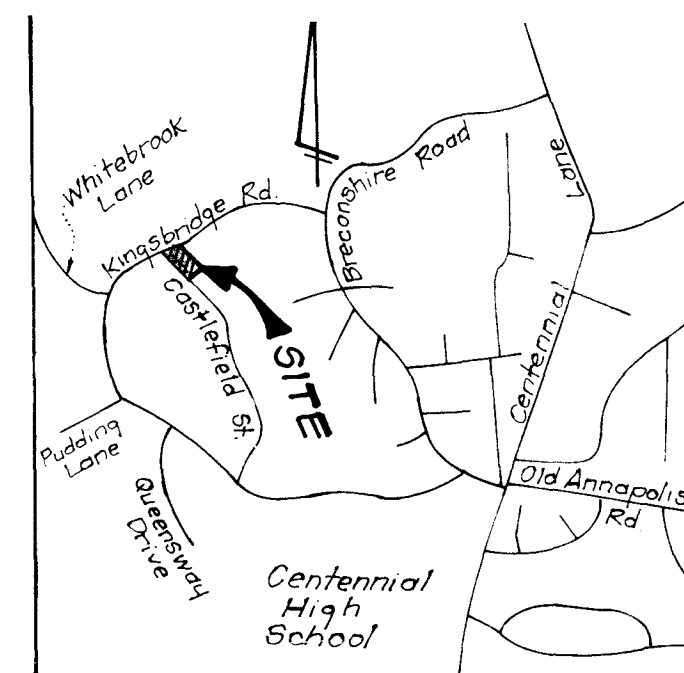 Whitebrook
Lane
Kingsbridge Rd.
Breconshire Road
Lane
Centennial
Castlefield St.
SITE
Pudding
Lane
Queensway
Drive
Old Annapolis
Rd
Centennial
High
School